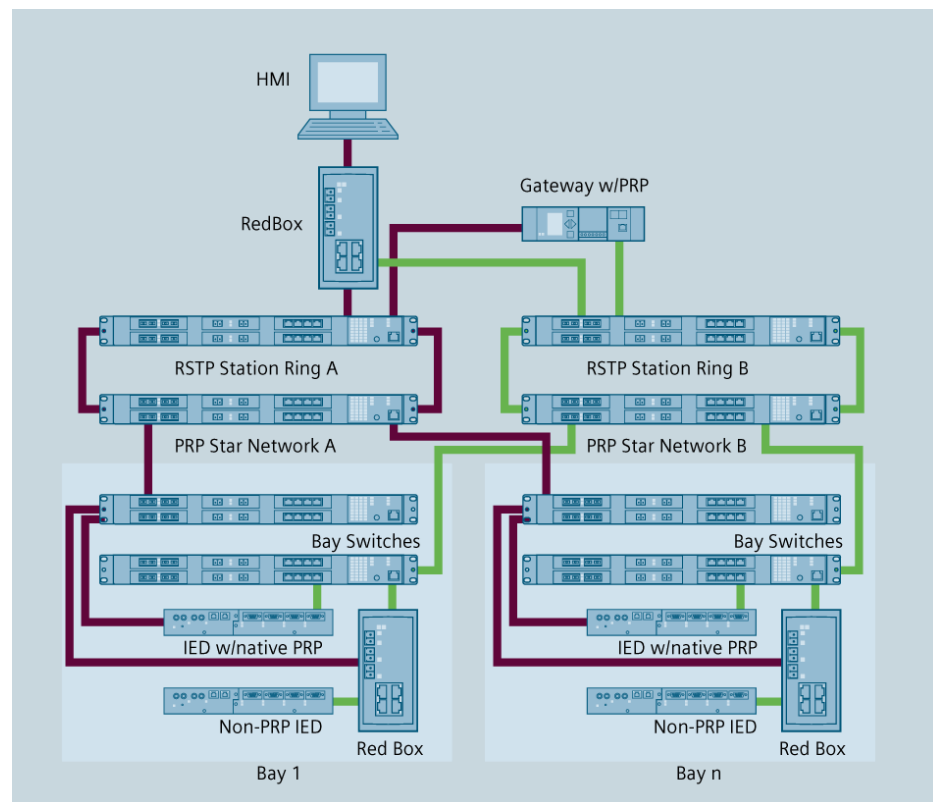 HMI
Gateway w/PRP
RedBox
RSTP Station Ring A
RSTP Station Ring B
PRP Star Network A
PRP Star Network B
Bay Switches
Bay Switches
IED w/native PRP
IED w/native PRP
Non-PRP IED
Non-PRP IED
Red Box
Red Box
Bay 1
Bay n